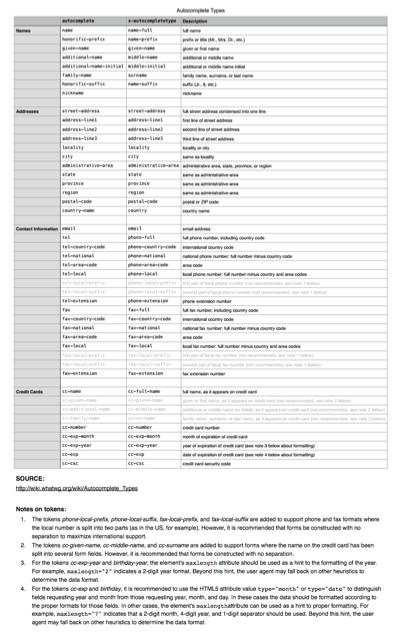 Autocomplete Types
autocomplete x-autocompletetype Description
Names name name-full full name
honorific-prefix name-prefix prefix or title (Mr., Mrs. Dr., etc.)
given-name given-name given or first name
additional-name middle-name additional or middle name
additional-name-initial middle-initial additional or middle name initial
family-name surname family name, surname, or last name
honorific-suffix name-suffix suffix (Jr., II, etc.)
nickname nickname
Addresses street-address street-address full street address condensed into one line
address-line1 address-line1 first line of street address
address-line2 address-line2 second line of street address
address-line3 address-line3 third line of street address
locality locality locality or city
city city same as locality
administrative-area administrative-area administrative area, state, province, or region
state state same as administrative-area
province province same as administrative-area
region region same as administrative-area
postal-code postal-code postal or ZIP code
country-name country country name
Contact Information email email email address
tel phone-full full phone number, including country code
tel-country-code phone-country-code international country code
tel-national phone-national national phone number: full number minus country code
tel-area-code phone-area-code area code
tel-local phone-local local phone number: full number minus country and area codes
tel-local-prefix phone-local-prefix first part of local phone number (not recommended, see note 1 below)
tel-local-suffix phone-local-suffix second part of local phone number (not recommended, see note 1 below)
tel-extension phone-extension phone extension number
fax fax-full full fax number, including country code
fax-country-code fax-country-code international country code
fax-national fax-national national fax number: full number minus country code
fax-area-code fax-area-code area code
fax-local fax-local local fax number: full number minus country and area codes
fax-local-prefix fax-local-prefix first part of local fax number (not recommended, see note 1 below)
fax-local-suffix fax-local-suffix second part of local fax number (not recommended, see note 1 below)
fax-extension fax-extension fax extension number
Credit Cards cc-name cc-full-name full name, as it appears on credit card
cc-given-name cc-given-name given or first name, as it appears on credit card (not recommended, see note 2 below)
cc-additional-name cc-middle-name additional or middle name (or initial), as it appears on credit card (not recommended, see note 2 below)
cc-family-name cc-surname family name, surname, or last name, as it appears on credit card (not recommended, see note 2 below)
cc-number cc-number credit card number
cc-exp-month cc-exp-month month of expiration of credit card
cc-exp-year cc-exp-year year of expiration of credit card (see note 3 below about formatting)
cc-exp cc-exp date of expiration of credit card (see note 4 below about formatting)
cc-csc cc-csc credit card security code
SOURCE:
http://wiki.whatwg.org/wiki/Autocomplete_Types
Notes on tokens:
1. The tokens phone-local-prefix, phone-local-suffix, fax-local-prefix, and fax-local-suffix are added to support phone and fax formats where
the local number is split into two parts (as in the US, for example). However, it is recommended that forms be constructed with no
separation to maximize international support.
2. The tokens cc-given-name, cc-middle-name, and cc-surname are added to support forms where the name on the credit card has been
split into several form fields. However, it is recommended that forms be constructed with no separation.
3. For the tokens cc-exp-year and birthday-year, the element's maxlength attribute should be used as a hint to the formatting of the year.
For example, maxlength="2" indicates a 2-digit year format. Beyond this hint, the user agent may fall back on other heuristics to
determine the data format.
4. For the tokens cc-exp and birthday, it is recommended to use the HTML5 attribute value type="month" or type="date" to distinguish
fields requesting year and month from those requesting year, month, and day. In these cases the data should be formatted according to
the proper formats for those fields. In other cases, the element's maxlengthattribute can be used as a hint to proper formatting. For
example, maxlength="7" indicates that a 2-digit month, 4-digit year, and 1-digit separator should be used. Beyond this hint, the user
agent may fall back on other heuristics to determine the date format.